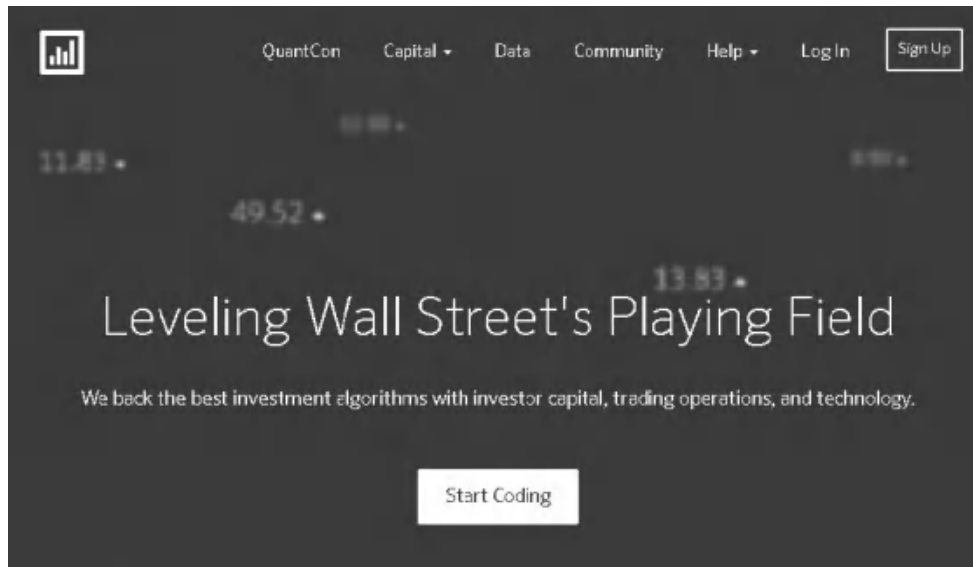 QuantCon Capital Data Community Help Log In Sign Up
11.83
49.52
13.83
Leveling Wall Street's Playing Field
We back the best investment algorithms with investor capital, trading operations, and technology.
Start Coding